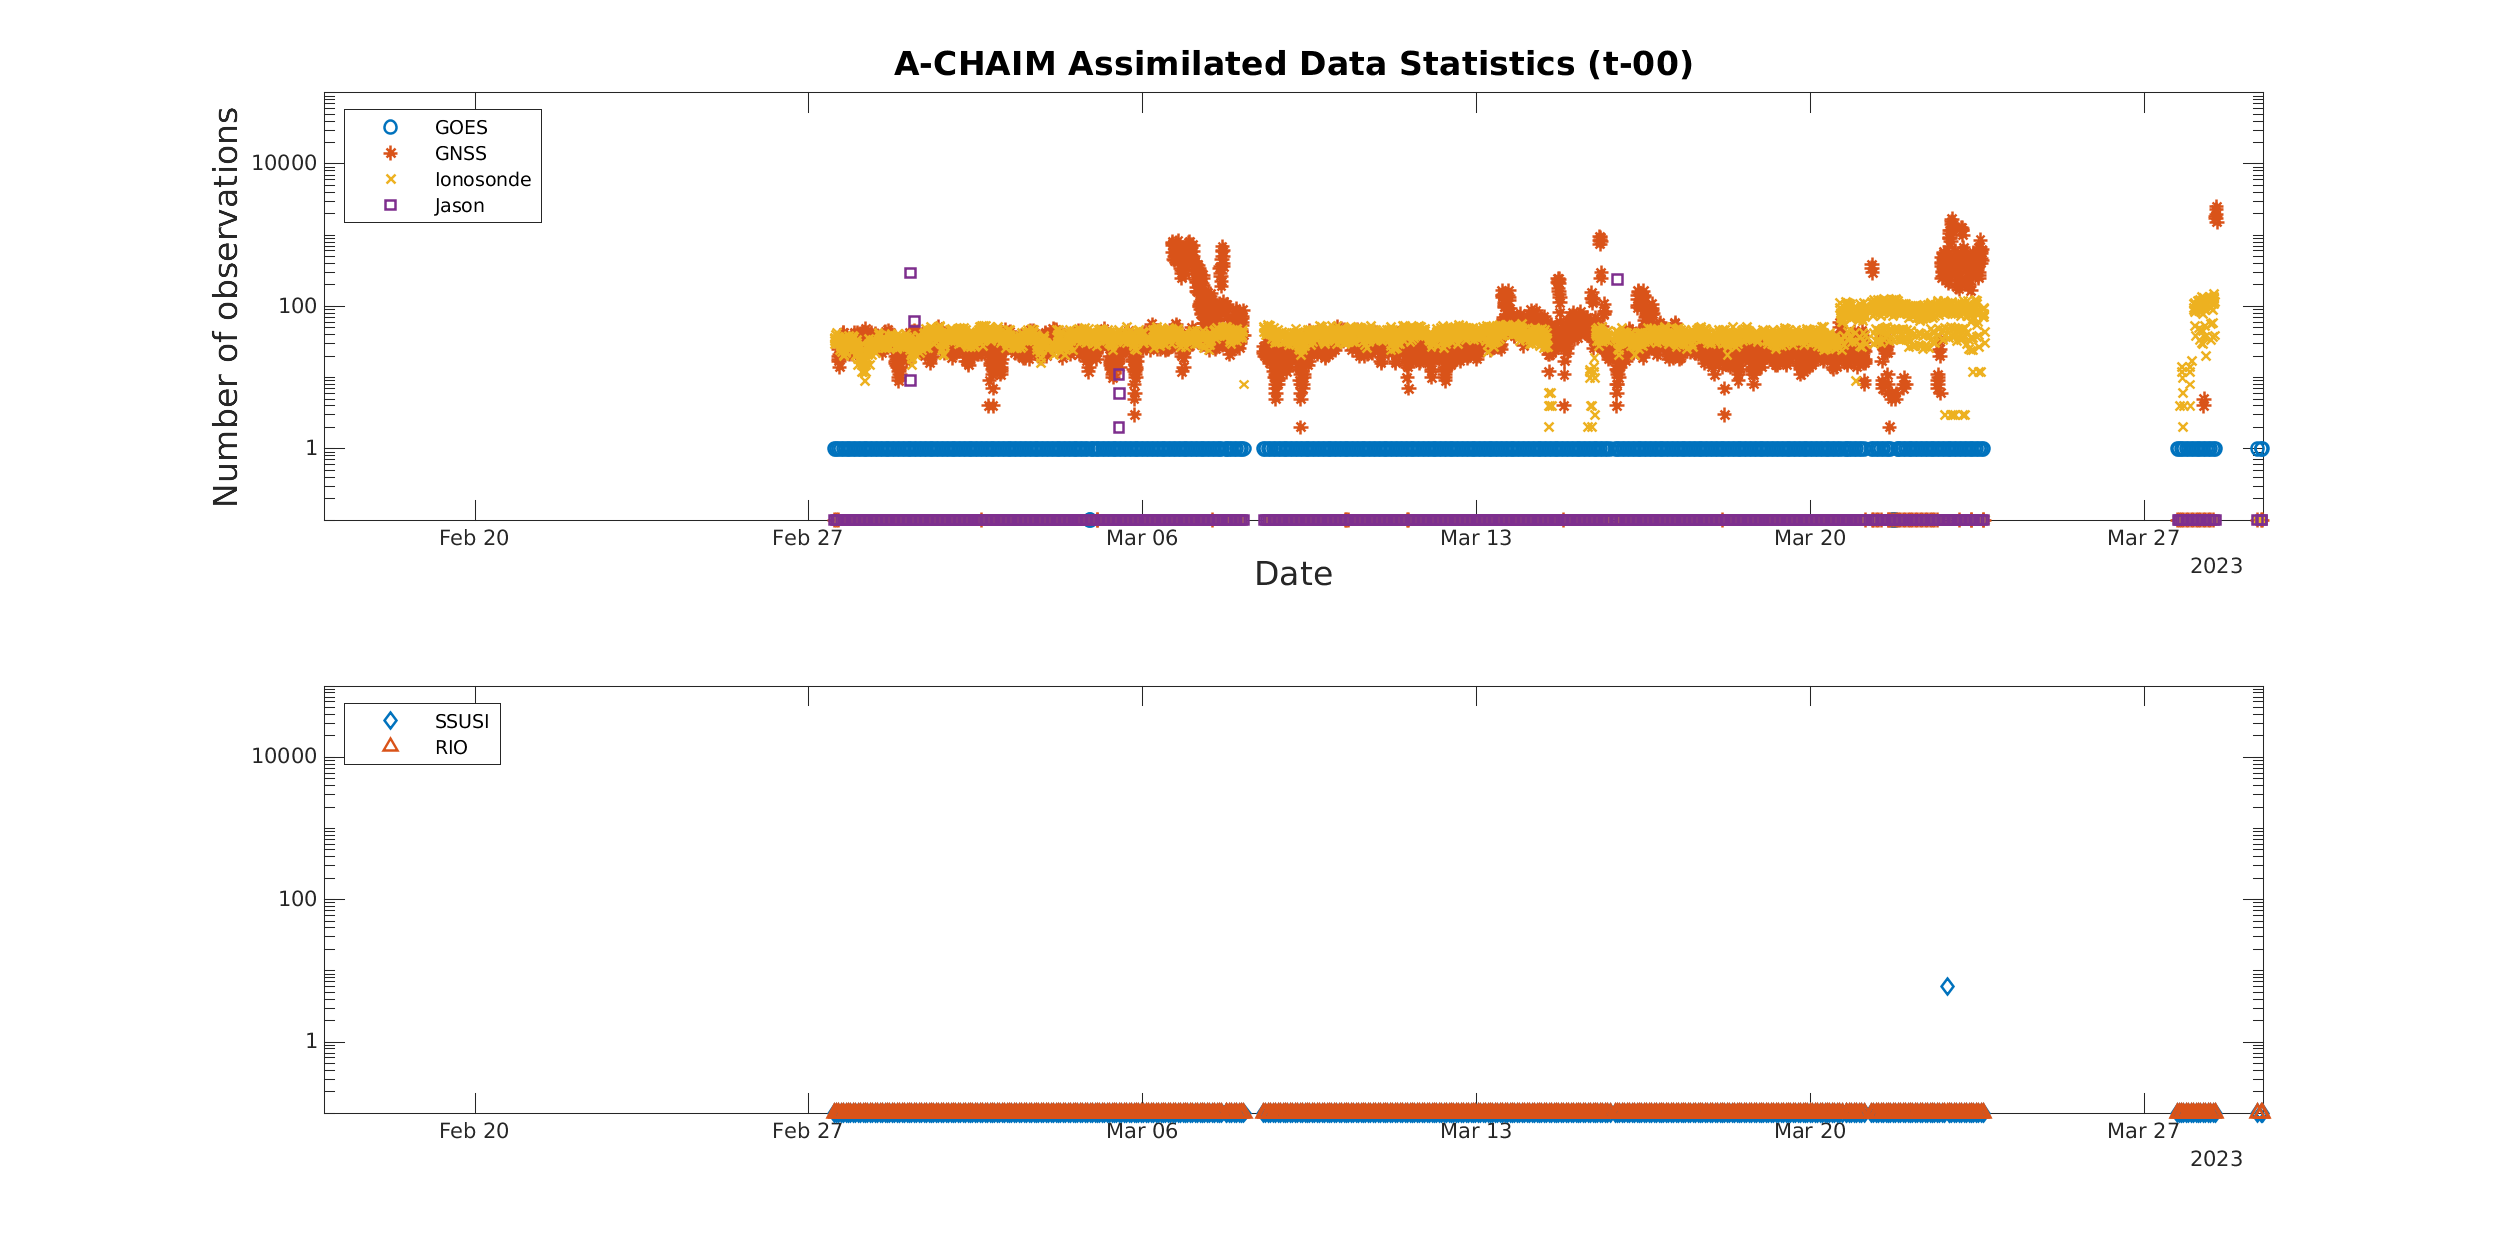 A-CHAIM Assimilated Data Statistics (t-00)
Number of observations
10000
100
1
GOES
GNSS
Ionosonde
Jason
Feb 20
Feb 27
Mar 06
Mar 13
Mar 20
Mar 27
2023
Date
10000
100
1
SSUSI
RIO
Feb 20
Feb 27
Mar 06
Mar 13
Mar 20
Mar 27
2023